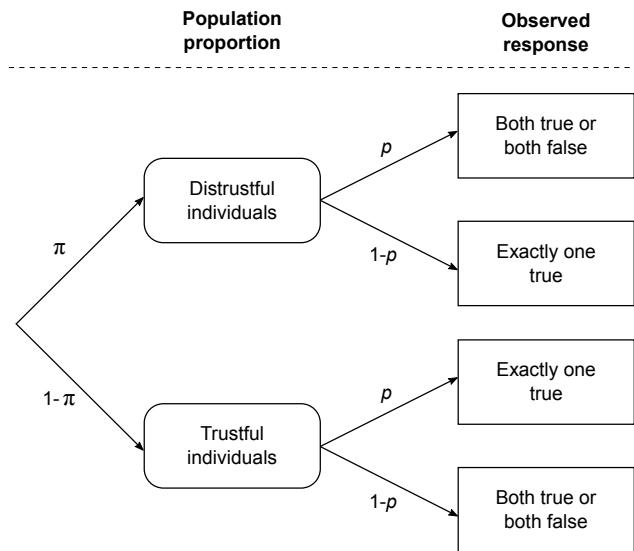 Population
proportion
Observed
response
Both true or
both false
p
Distrustful
individuals
1-p
Exactly one
true
π
1-π
Exactly one
true
p
Trustful
individuals
1-p
Both true or
both false